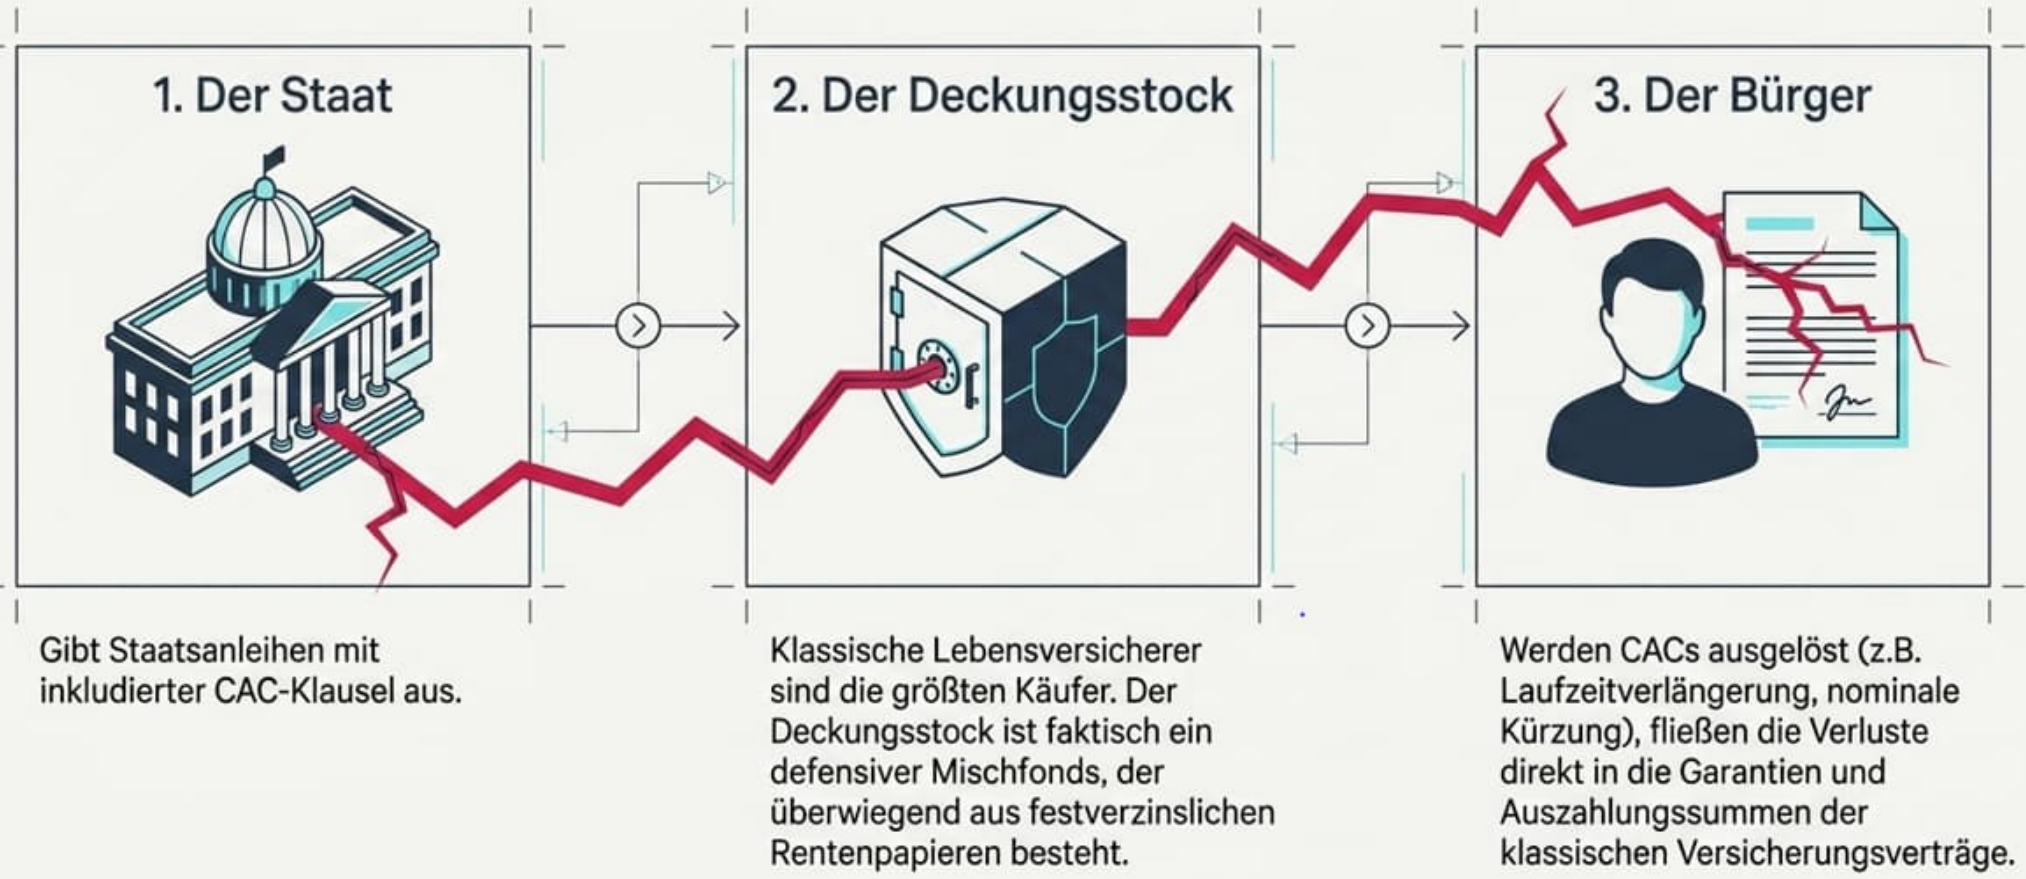 1. Der Staat
Gibt Staatsanleihen mit
inkludierter CAC-Klausel aus.
2. Der Deckungsstock
Klassische Lebensversicherer
sind die größten Käufer. Der
Deckungsstock ist faktisch ein
defensiver Mischfonds, der
überwiegend aus festverzinslichen
Rentenpapieren besteht.
3. Der Bürger
Werden CACs ausgelöst (z.B.
Laufzeitverlängerung, nominale
Kürzung), fließen die Verluste
direkt in die Garantien und
Auszahlungssummen der
klassischen Versicherungsverträge.